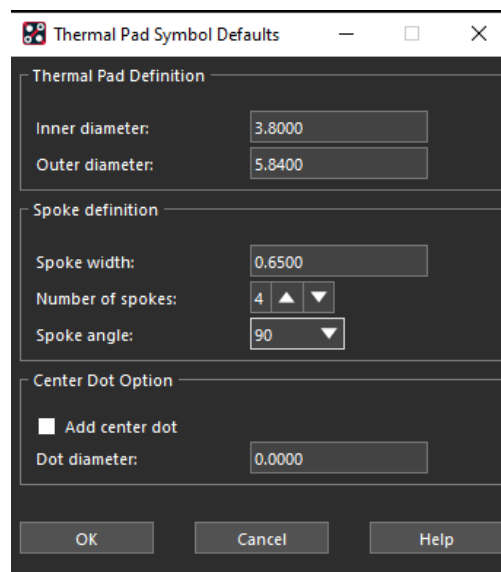 Thermal Pad Symbol Defaults
Thermal Pad Definition
Inner diameter: 3.8000
Outer diameter: 5.8400
Spoke definition
Spoke width: 0.6500
Number of spokes: 4
Spoke angle: 90
Center Dot Option
Add center dot
Dot diameter: 0.0000
OK Cancel Help